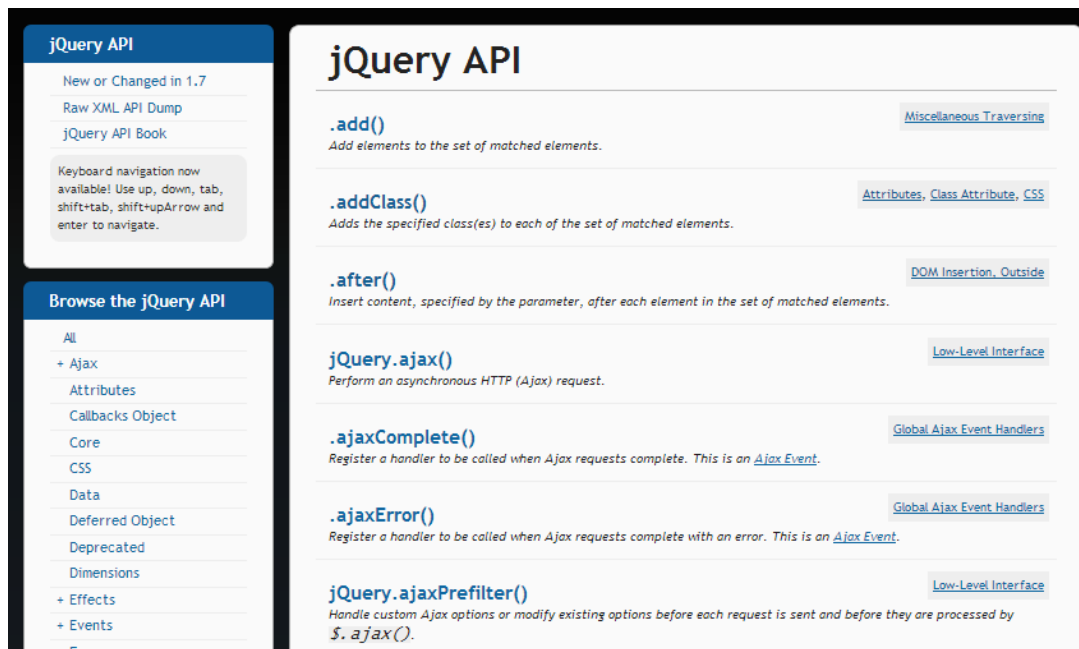 jQuery API
New or Changed in 1.7
Raw XML API Dump
jQuery API Book
Keyboard navigation now
available! Use up, down, tab,
shift+tab, shift+upArrow and
enter to navigate.
Browse the jQuery API
All
+ Ajax
Attributes
Callbacks Object
Core
CSS
Data
Deferred Object
Deprecated
Dimensions
+ Effects
+ Events
jQuery API
.add()
Miscellaneous Traversing
Add elements to the set of matched elements.
.addClass()
Attributes, Class Attribute, CSS
Adds the specified class(es) to each of the set of matched elements.
.after()
DOM Insertion, Outside
Insert content, specified by the parameter, after each element in the set of matched elements.
jQuery.ajax()
Low-Level Interface
Perform an asynchronous HTTP (Ajax) request.
.ajaxComplete()
Global Ajax Event Handlers
Register a handler to be called when Ajax requests complete. This is an Ajax Event.
.ajaxError()
Global Ajax Event Handlers
Register a handler to be called when Ajax requests complete with an error. This is an Ajax Event.
jQuery.ajaxPrefilter()
Low-Level Interface
Handle custom Ajax options or modify existing options before each request is sent and before they are processed by
$.ajax().